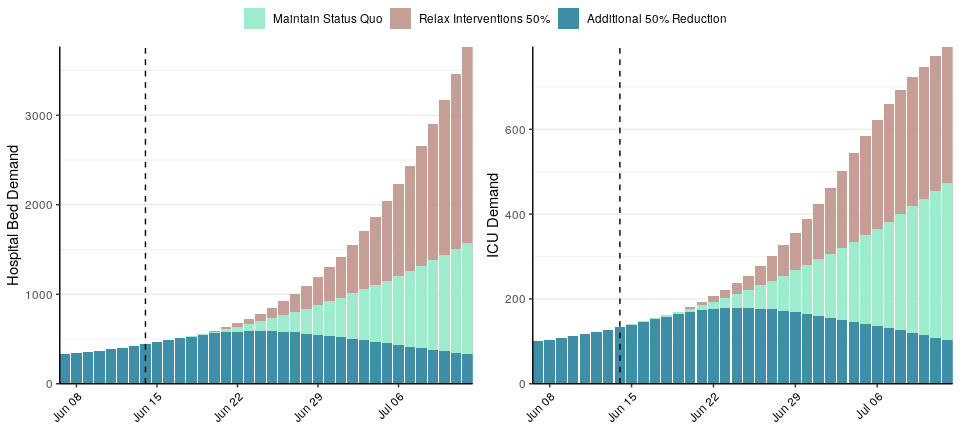 Maintain Status Quo Relax Interventions 50% Additional 50% Reduction
Hospital Bed Demand
3000
2000
1000
0
Jun 08 Jun 15 Jun 22 Jun 29 Jul 06
ICU Demand
600
400
200
0
Jun 08 Jun 15 Jun 22 Jun 29 Jul 06